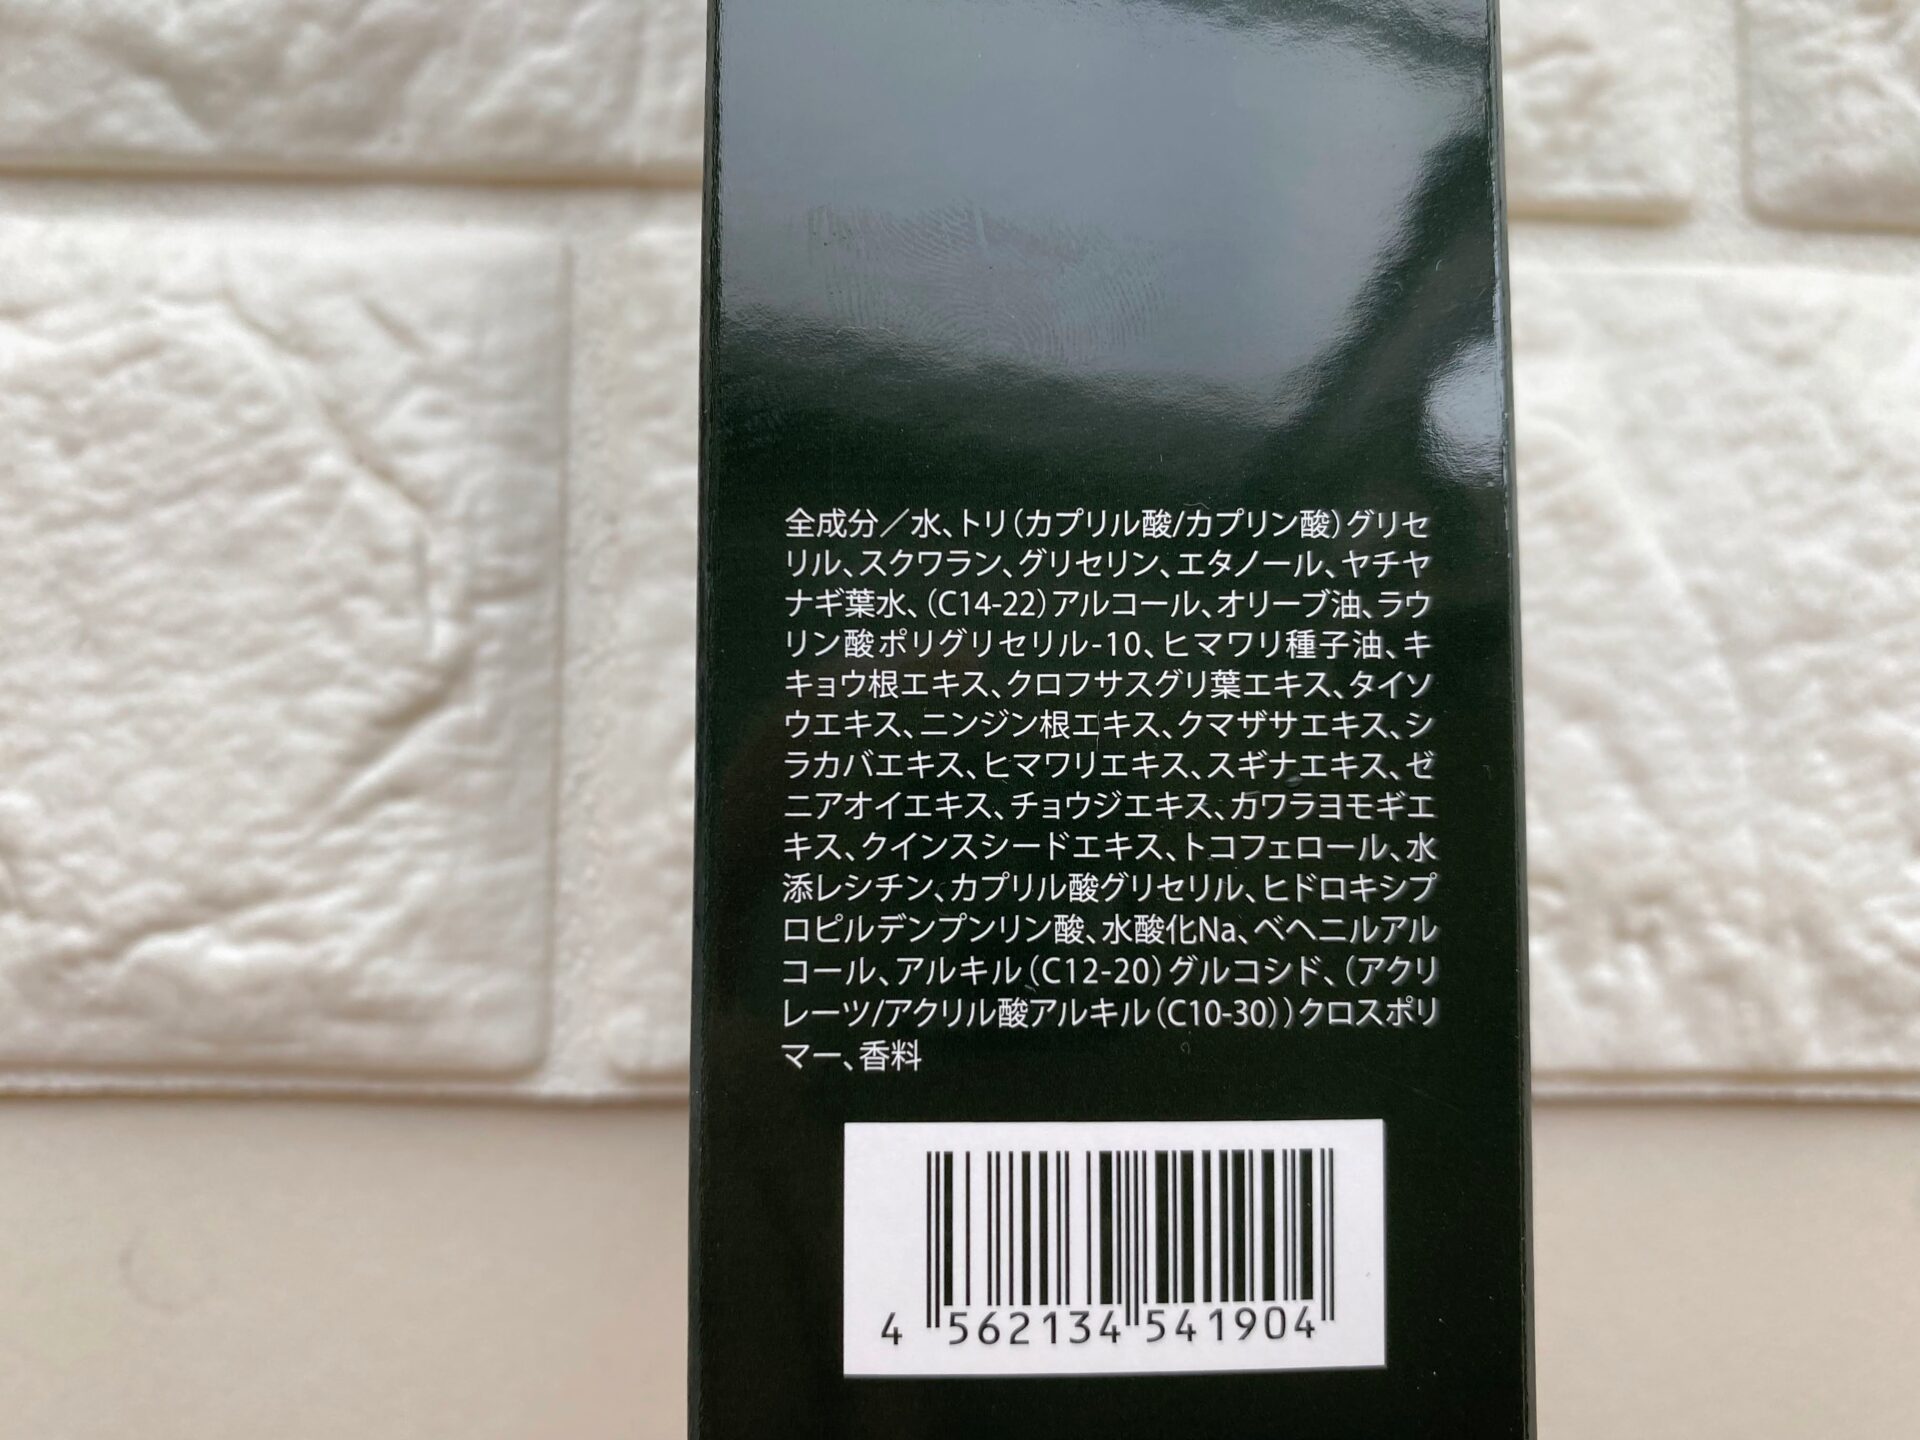 全成分／水、トリ（カプリル酸/カプリン酸）グリセ
リル、スクワラン、グリセリン、エタノール、ヤチヤ
ナギ葉水、（C14-22）アルコール、オリーブ油、ラウ
リン酸ポリグリセリル-10、ヒマワリ種子油、キ
キョウ根エキス、クロフサスグリ葉エキス、タイソ
ウエキス、ニンジン根エキス、クマザサエキス、シ
ラカバエキス、ヒマワリエキス、スギナエキス、ゼ
ニアオイエキス、チョウジエキス、カワラヨモギエ
キス、クインスシードエキス、トコフェロール、水
添レシチン、カプリル酸グリセリル、ヒドロキシプ
ロピルデンプンリン酸、水酸化Na、ベヘニルアル
コール、アルキル（C12-20）グルコシド、（アクリ
レーツ/アクリル酸アルキル（C10-30））クロスポリ
マー、香料
4 562134 541904